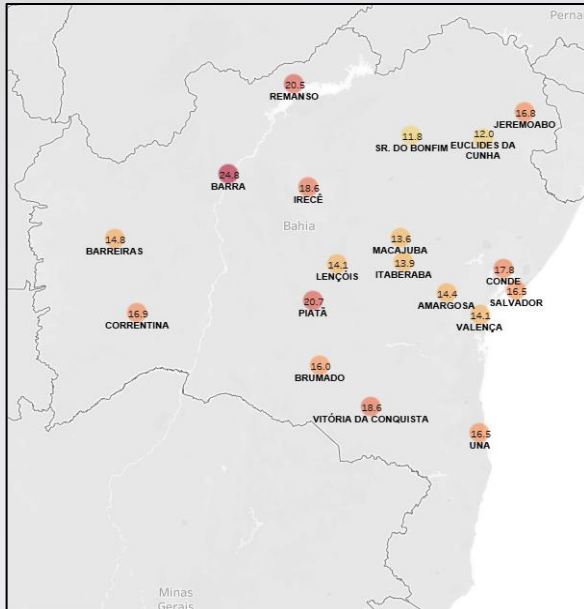 Perna
20.5
REMANSO
16.8
JEREMOABO
11.8
SR. DO BONFIM
12.0
EUCLIDES DA
CUNHA
24.8
BARRA
18.6
IRECÊ
Bahia
14.8
BARREIRAS
13.6
MACAJUBA
13.9
ITABERABA
14.1
LENÇÓIS
17.8
CONDE
16.5
SALVADOR
14.4
AMARGOSA
14.1
VALENÇA
20.7
PIATÃ
16.9
CORRENTINA
16.0
BRUMADO
18.6
VITÓRIA DA CONQUISTA
16.5
UNA
Minas
Gerais